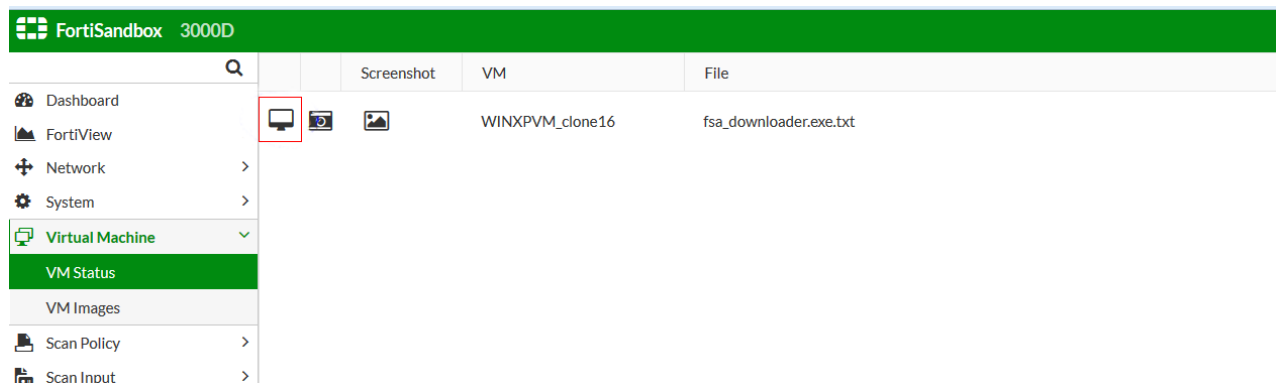 FortiSandbox 3000D
Screenshot VM File
Dashboard
FortiView
WINXPVM_clone16 fsa_downloader.exe.txt
Network
System
Virtual Machine
VM Status
VM Images
Scan Policy
Scan Input